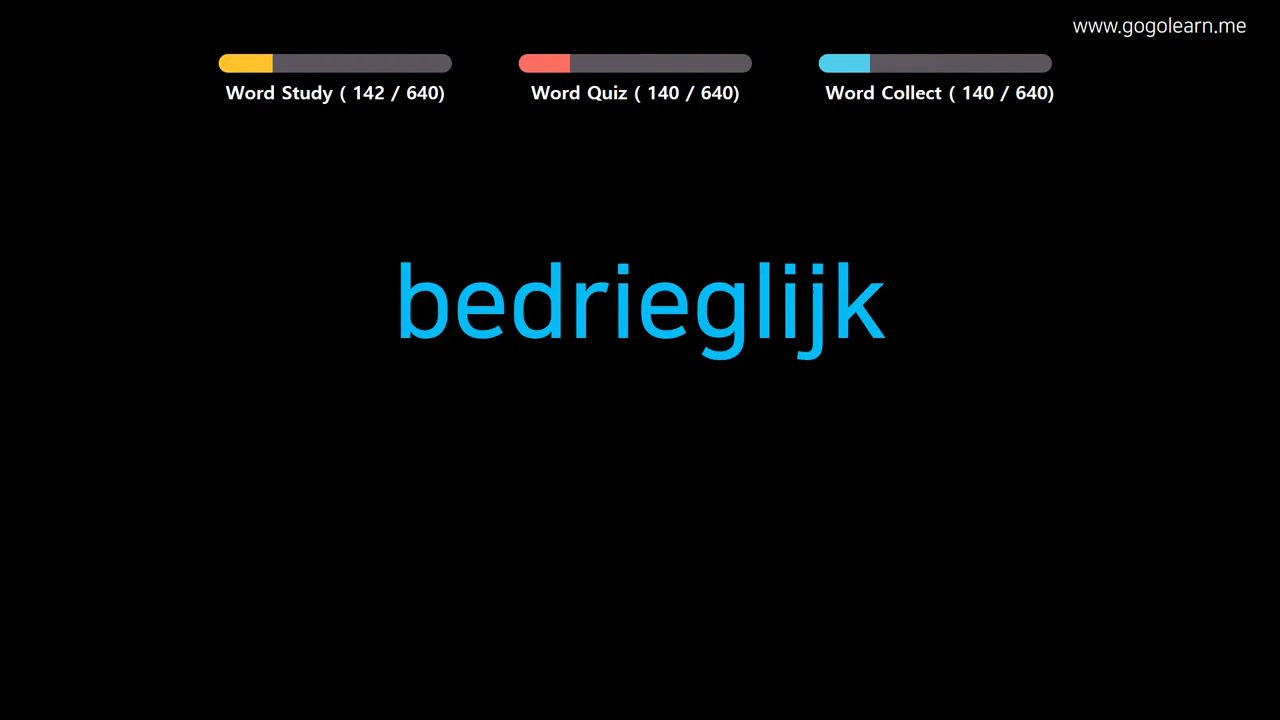 www.gogolearn.me
Word Study ( 142 / 640)
Word Quiz ( 140 / 640)
Word Collect ( 140 / 640)
bedrieglijk